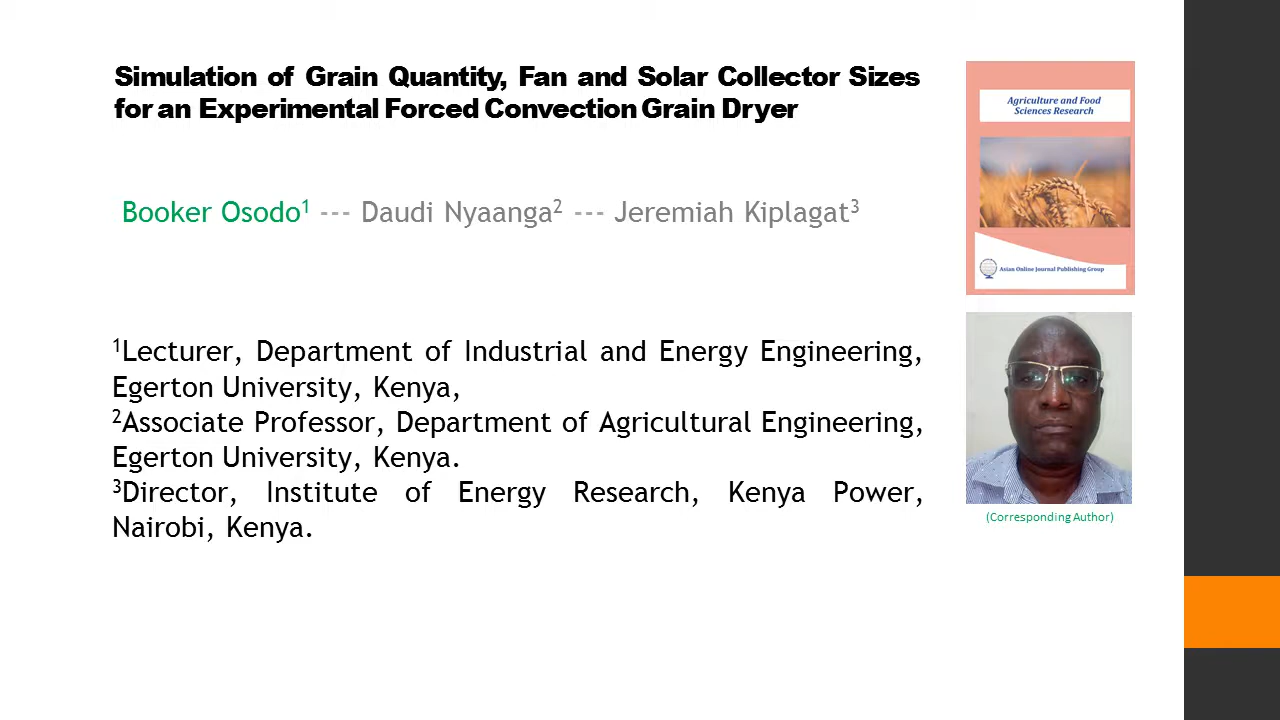 Simulation of Grain Quantity, Fan and Solar Collector Sizes
for an Experimental Forced Convection Grain Dryer
Booker Osodo¹ --- Daudi Nyaanga² --- Jeremiah Kiplagat³
¹Lecturer, Department of Industrial and Energy Engineering,
Egerton University, Kenya,
²Associate Professor, Department of Agricultural Engineering,
Egerton University, Kenya.
³Director, Institute of Energy Research, Kenya Power,
Nairobi, Kenya.
Agriculture and Food
Sciences Research
Asian Online Journal Publishing Group
(Corresponding Author)